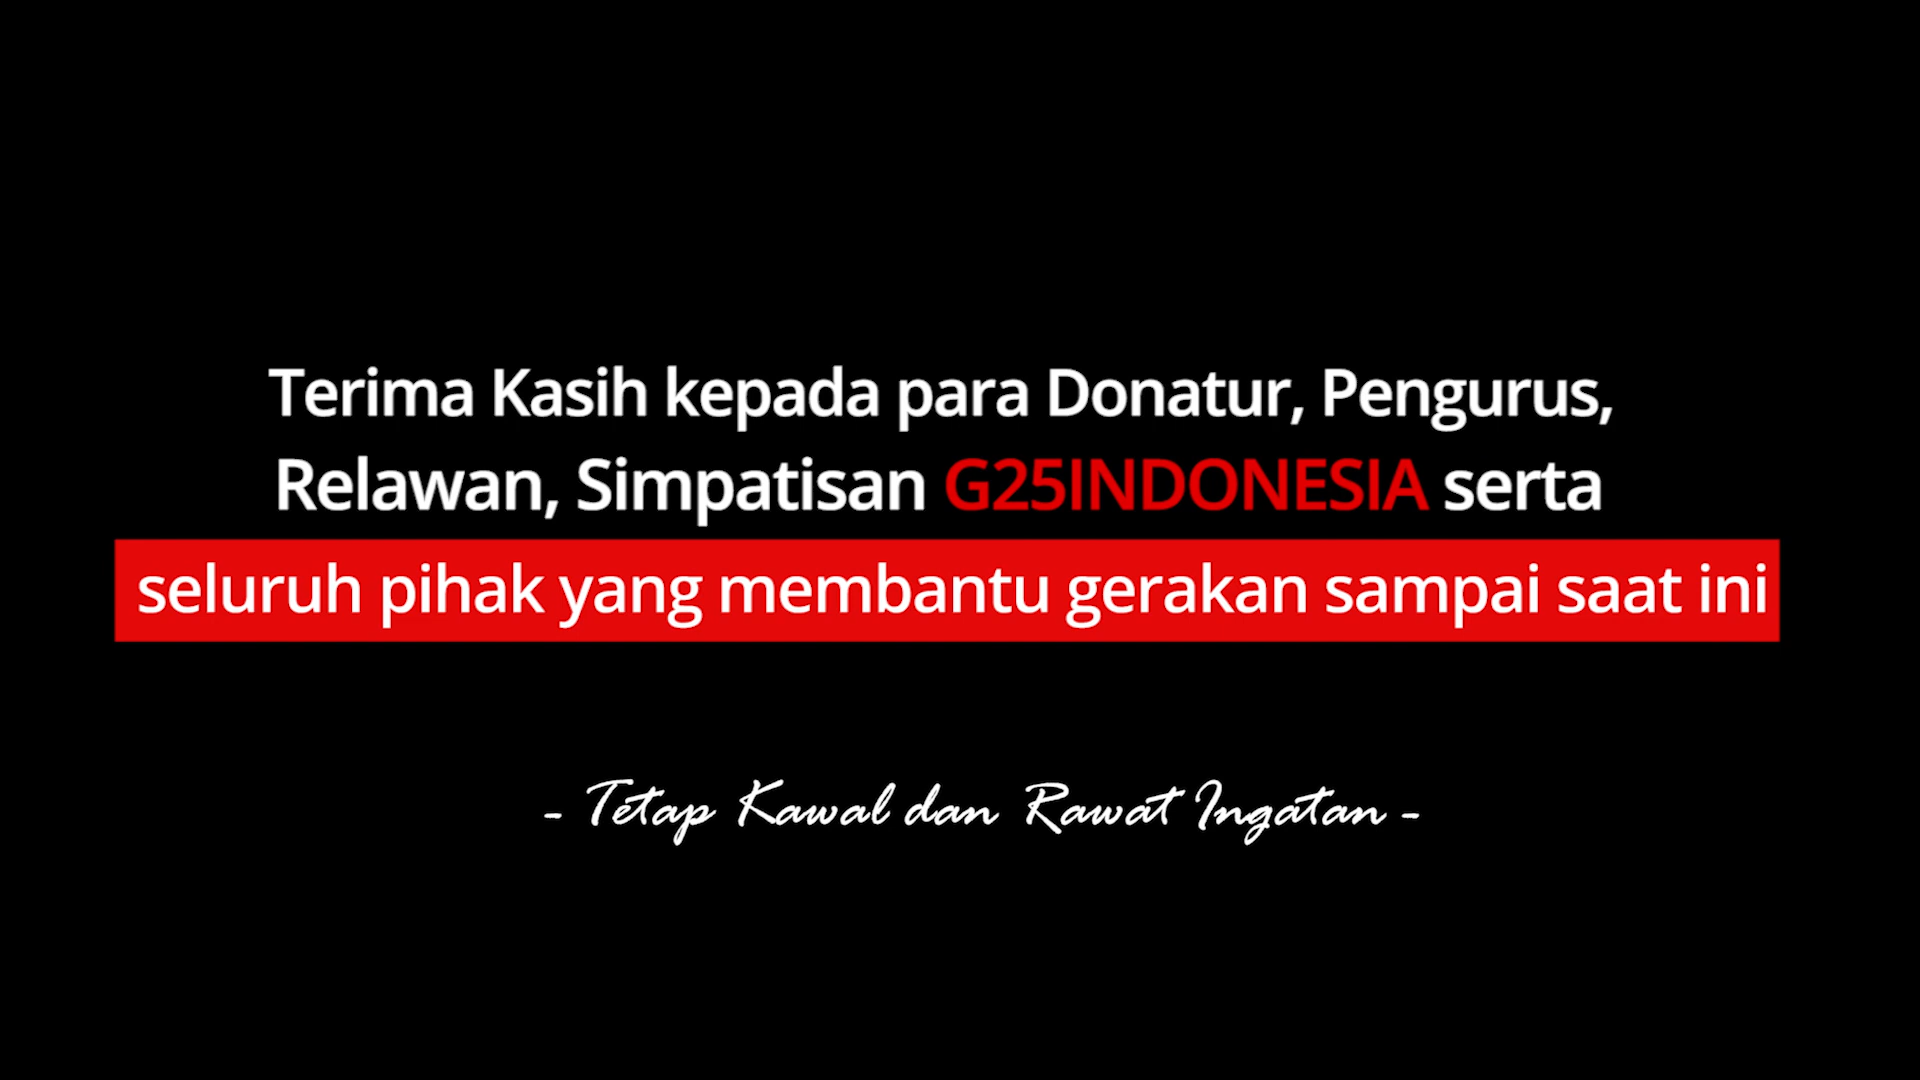 Terima Kasih kepada para Donatur, Pengurus,
Relawan, Simpatisan G25INDONESIA serta
seluruh pihak yang membantu gerakan sampai saat ini
- Tetap Kawal dan Rawat Ingatan -